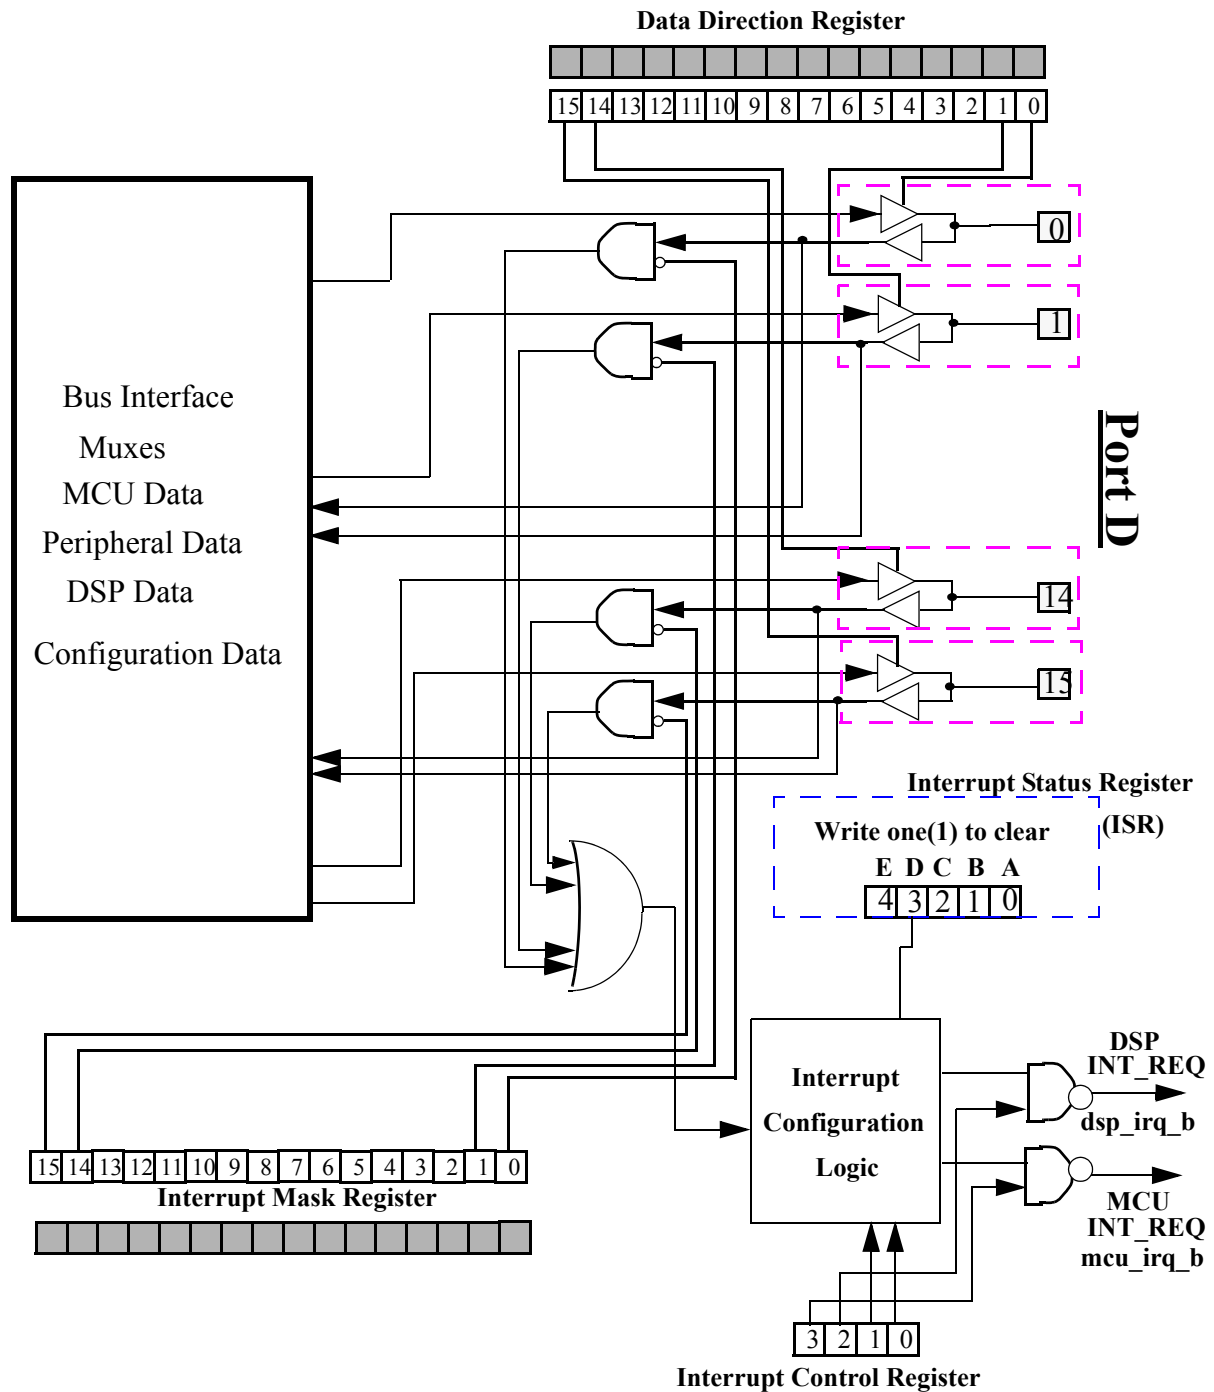 Data Direction Register
15 14 13 12 11 10 9 8 7 6 5 4 3 2 1 0
0
1
Bus Interface
Muxes
MCU Data
Peripheral Data
DSP Data
Configuration Data
Port D
14
15
Interrupt Status Register
(ISR)
Write one(1) to clear
E D C B A
4 3 2 1 0
Interrupt
Configuration
Logic
DSP
INT_REQ
dsp_irq_b
MCU
INT_REQ
mcu_irq_b
15 14 13 12 11 10 9 8 7 6 5 4 3 2 1 0
Interrupt Mask Register
3 2 1 0
Interrupt Control Register